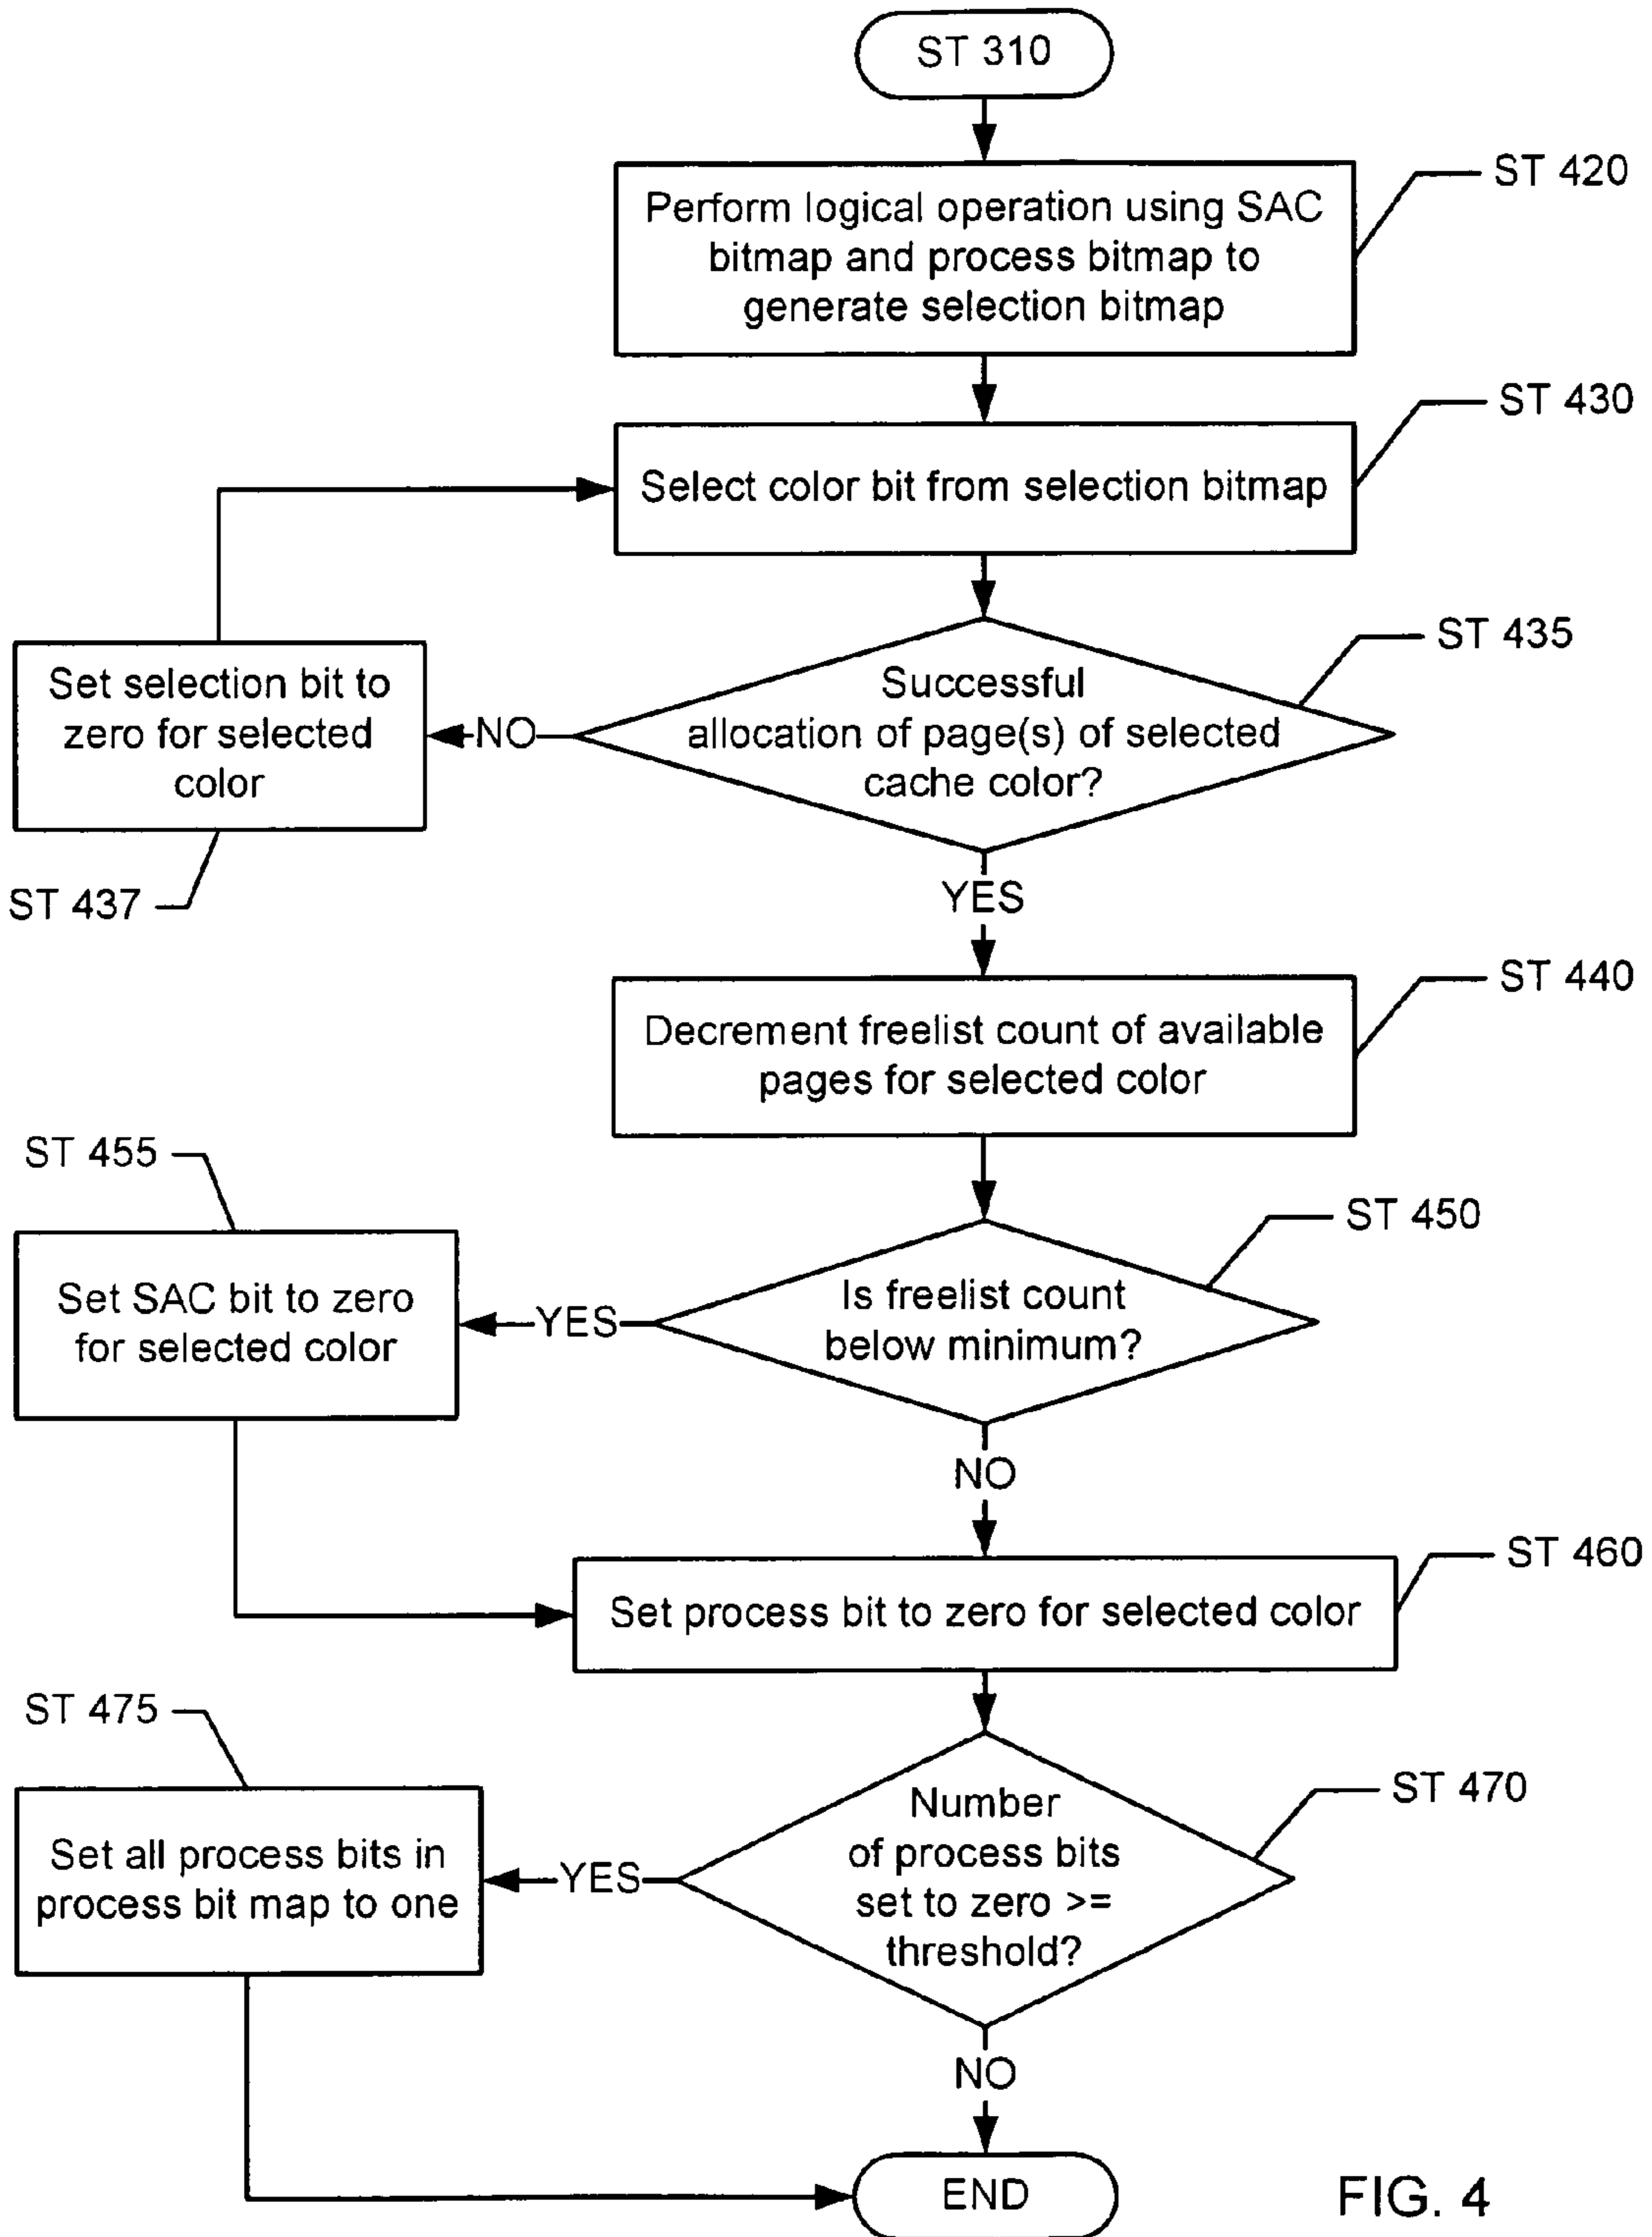 ST 310
ST 420
Perform logical operation using SAC
bitmap and process bitmap to
generate selection bitmap
ST 430
Select color bit from selection bitmap
ST 435
Successful
allocation of page(s) of selected
cache color?
NO
Set selection bit to
zero for selected
color
ST 437
YES
ST 440
Decrement freelist count of available
pages for selected color
ST 455
ST 450
Is freelist count
below minimum?
YES
Set SAC bit to zero
for selected color
NO
ST 460
Set process bit to zero for selected color
ST 475
ST 470
Number
of process bits
set to zero >=
threshold?
YES
Set all process bits in
process bit map to one
NO
END
FIG. 4